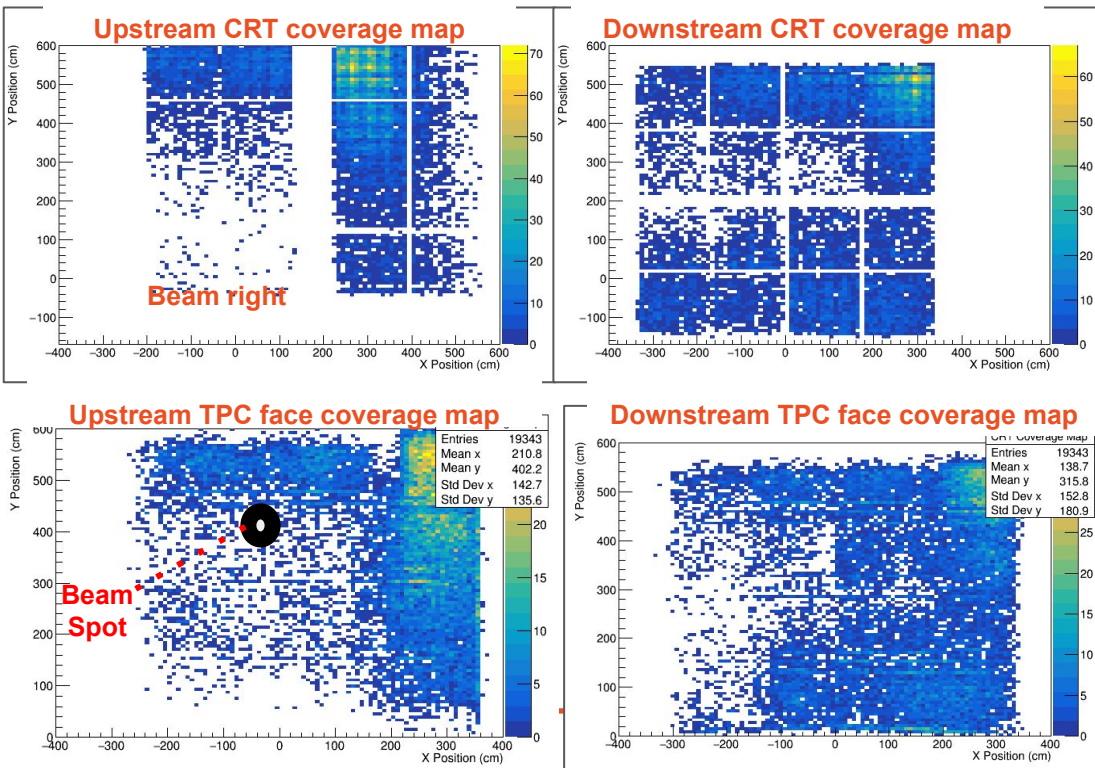 Upstream CRT coverage map
Y Position (cm)
600
500
400
300
200
100
0
−100
−400 −300 −200 −100 0 100 200 300 400 500 600
X Position (cm)
70
60
50
40
30
20
10
0
Beam right
Downstream CRT coverage map
Y Position (cm)
600
500
400
300
200
100
0
−100
−400 −300 −200 −100 0 100 200 300 400 500 600
X Position (cm)
60
50
40
30
20
10
0
Upstream TPC face coverage map
Y Position (cm)
600
500
400
300
200
100
0
−400 −300 −200 −100 0 100 200 300 400
X Position (cm)
Entries 19343
Mean x 210.8
Mean y 402.2
Std Dev x 142.7
Std Dev y 135.6
20
15
10
5
0
Beam
Spot
Downstream TPC face coverage map
Y Position (cm)
600
500
400
300
200
100
0
−400 −300 −200 −100 0 100 200 300 400
X Position (cm)
CRT Coverage Map
Entries 19343
Mean x 138.7
Mean y 315.8
Std Dev x 152.8
Std Dev y 180.9
25
20
15
10
5
0